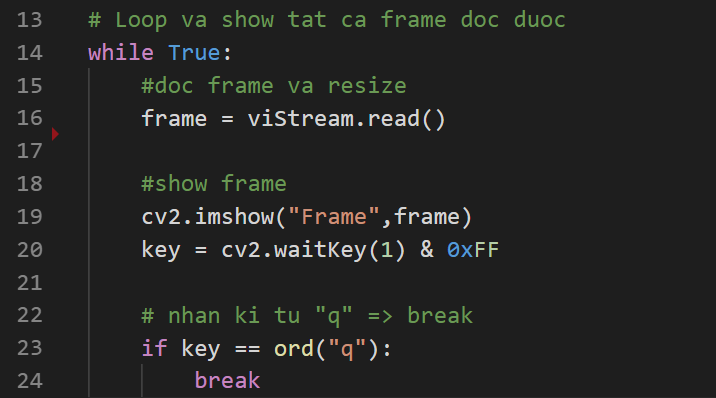 13 # Loop va show tat ca frame doc duoc
14 while True:
15 #doc frame va resize
16 frame = viStream.read()
17
18 #show frame
19 cv2.imshow("Frame",frame)
20 key = cv2.waitKey(1) & 0xFF
21
22 # nhan ki tu "q" => break
23 if key == ord("q"):
24 break